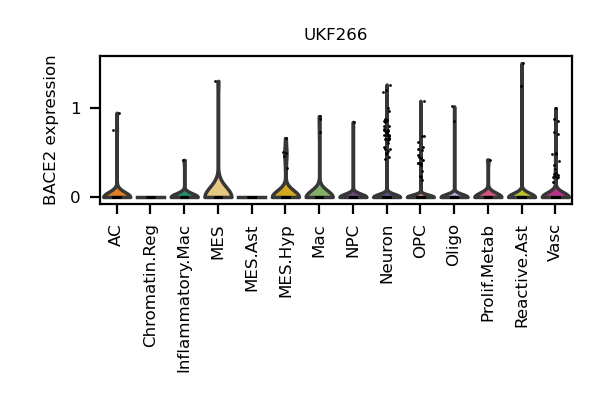 UKF266
BACE2 expression
1
0
AC
Chromatin.Reg
Inflammatory.Mac
MES
MES.Ast
MES.Hyp
Mac
NPC
Neuron
OPC
Oligo
Prolif.Metab
Reactive.Ast
Vasc